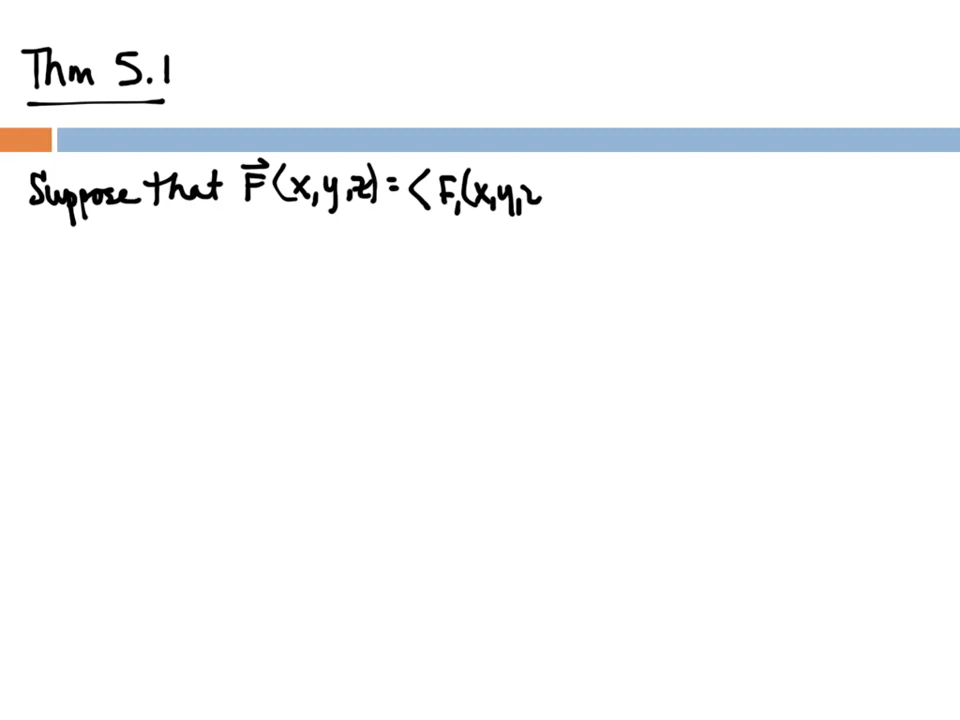 Thm 5.1
Suppose that F⃗(x,y,z) = < F₁(x,y,z